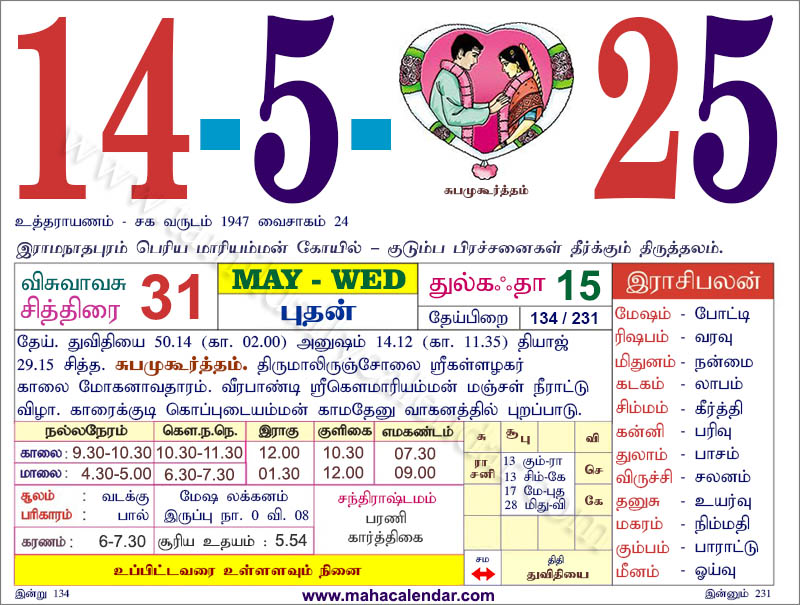 14-5-25
சுபமுகூர்த்தம்
உத்தராயணம் - சக வருடம் 1947 வைசாகம் 24
இராமநாதபுரம் பெரிய மாரியம்மன் கோயில் – குடும்ப பிரச்சனைகள் தீர்க்கும் திருத்தலம்.
விசுவாவசு
சித்திரை 31
MAY - WED
புதன்
துல்கஃதா 15
தேய்பிறை 134 / 231
தேய். துவிதியை 50.14 (கா. 02.00) அனுஷம் 14.12 (கா. 11.35) தியாஜ்
29.15 சித்த. சுபமுகூர்த்தம். திருமாலிருஞ்சோலை ஸ்ரீகள்ளழகர்
காலை மோகனாவதாரம். வீரபாண்டி ஸ்ரீகௌமாரியம்மன் மஞ்சள் நீராட்டு
விழா. காரைக்குடி கொப்புடையம்மன் காமதேனு வாகனத்தில் புறப்பாடு.
இராசிபலன்
மேஷம் - போட்டி
ரிஷபம் - வரவு
மிதுனம் - நன்மை
கடகம் - லாபம்
சிம்மம் - கீர்த்தி
கன்னி - பரிவு
துலாம் - பாசம்
விருச்சி - சலனம்
தனுசு - உயர்வு
மகரம் - நிம்மதி
கும்பம் - பாராட்டு
மீனம் - ஓய்வு
நல்லநேரம் கௌ.ந.நெ. இராகு குளிகை எமகண்டம்
காலை: 9.30-10.30 10.30-11.30 12.00 10.30 07.30
மாலை: 4.30-5.00 6.30-7.30 01.30 12.00 09.00
சூலம் : வடக்கு
பரிகாரம் : பால்
மேஷ லக்கனம்
இருப்பு நா. 0 வி. 08
கரணம் : 6-7.30 சூரிய உதயம் : 5.54
சந்திராஷ்டமம்
பரணி
கார்த்திகை
சு சூ பு வி
ரா சனி
செ
கே
13 கும்-ரா
13 சிம்-கே
17 மே-புத
28 மிது-வி
சம
திதி
துவிதியை
உப்பிட்டவரை உள்ளளவும் நினை
இன்று 134
www.mahacalendar.com
இன்னும் 231